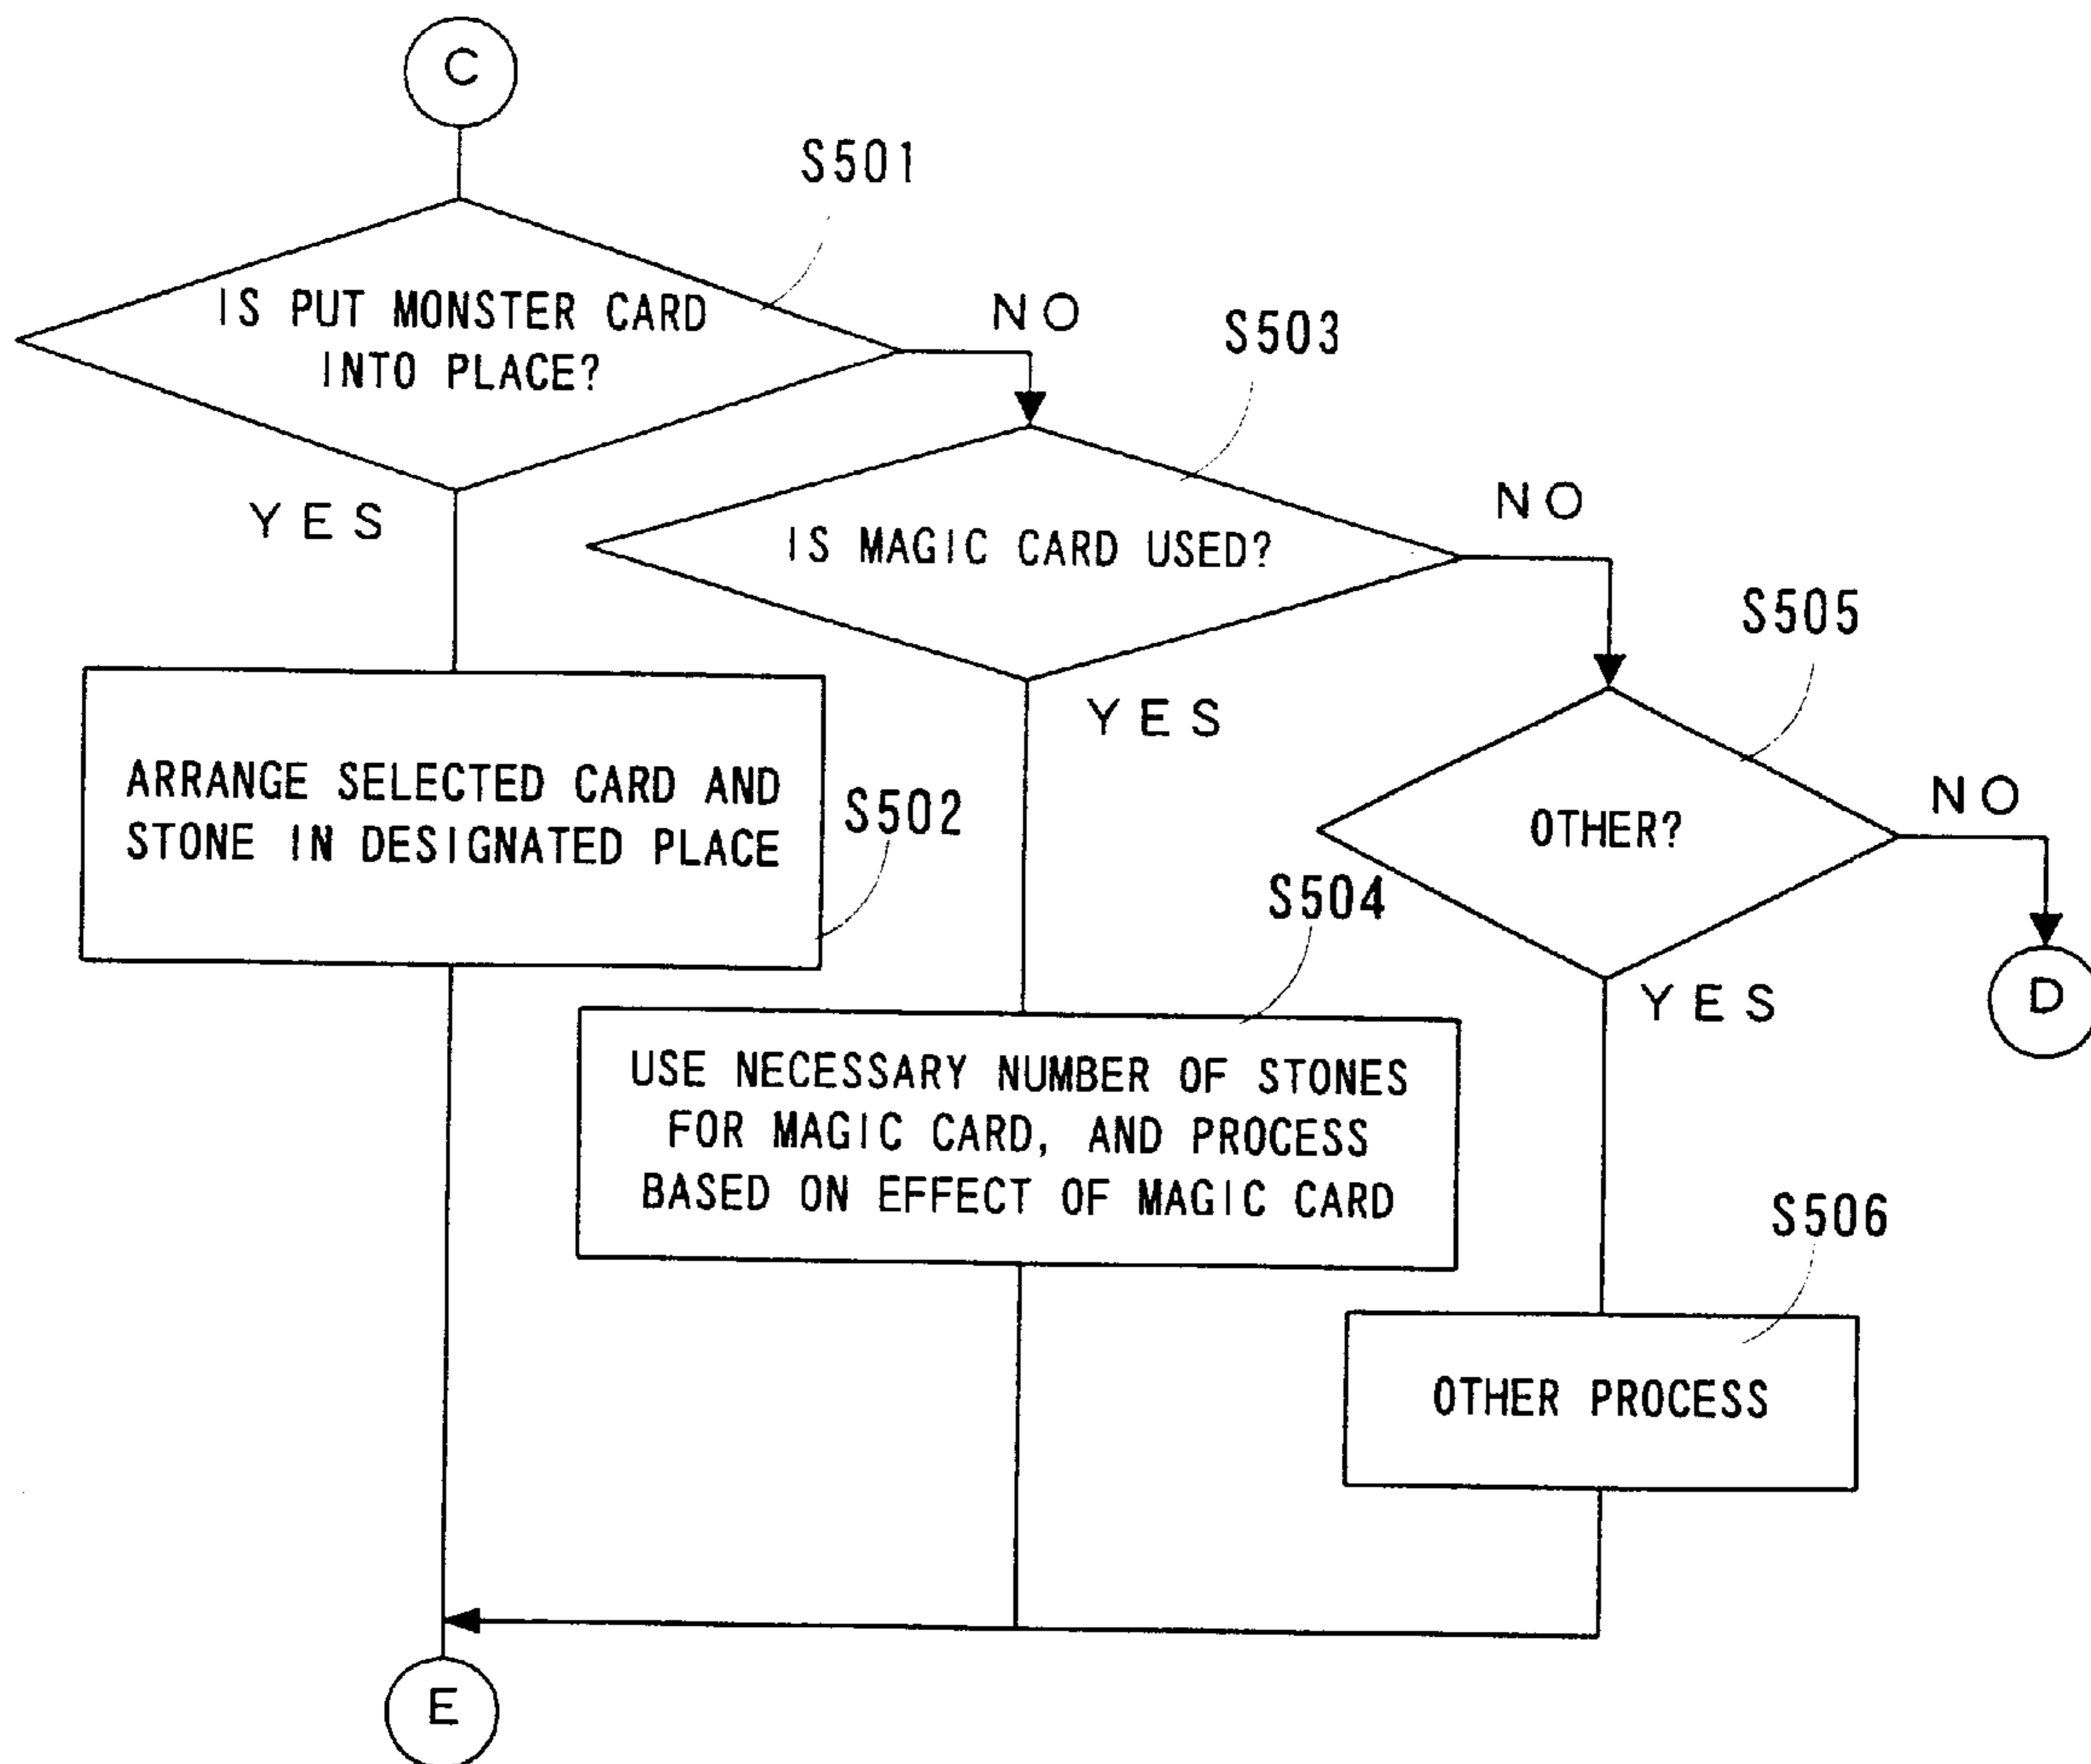 C
S501
IS PUT MONSTER CARD
INTO PLACE?
NO
YES
S503
IS MAGIC CARD USED?
NO
YES
S505
OTHER?
NO
YES
D
ARRANGE SELECTED CARD AND
STONE IN DESIGNATED PLACE
S502
S504
USE NECESSARY NUMBER OF STONES
FOR MAGIC CARD, AND PROCESS
BASED ON EFFECT OF MAGIC CARD
S506
OTHER PROCESS
E